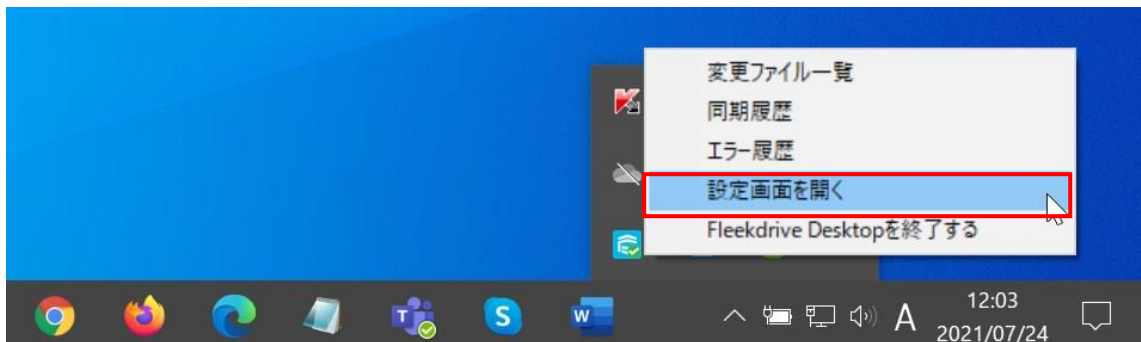 変更ファイル一覧
同期履歴
エラー履歴
設定画面を開く
Fleekdrive Desktopを終了する
A
12:03
2021/07/24